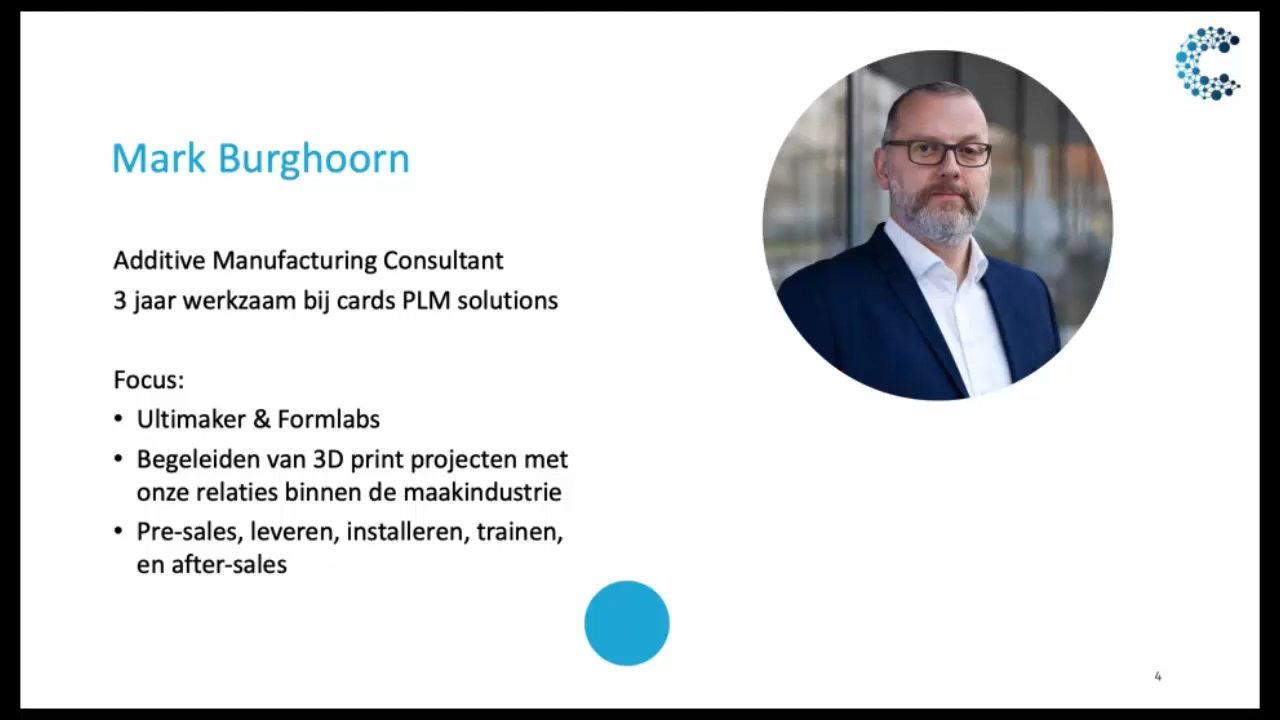 Mark Burghoorn
Additive Manufacturing Consultant
3 jaar werkzaam bij cards PLM solutions
Focus:
• Ultimaker & Formlabs
• Begeleiden van 3D print projecten met
onze relaties binnen de maakindustrie
• Pre-sales, leveren, installeren, trainen,
en after-sales
4